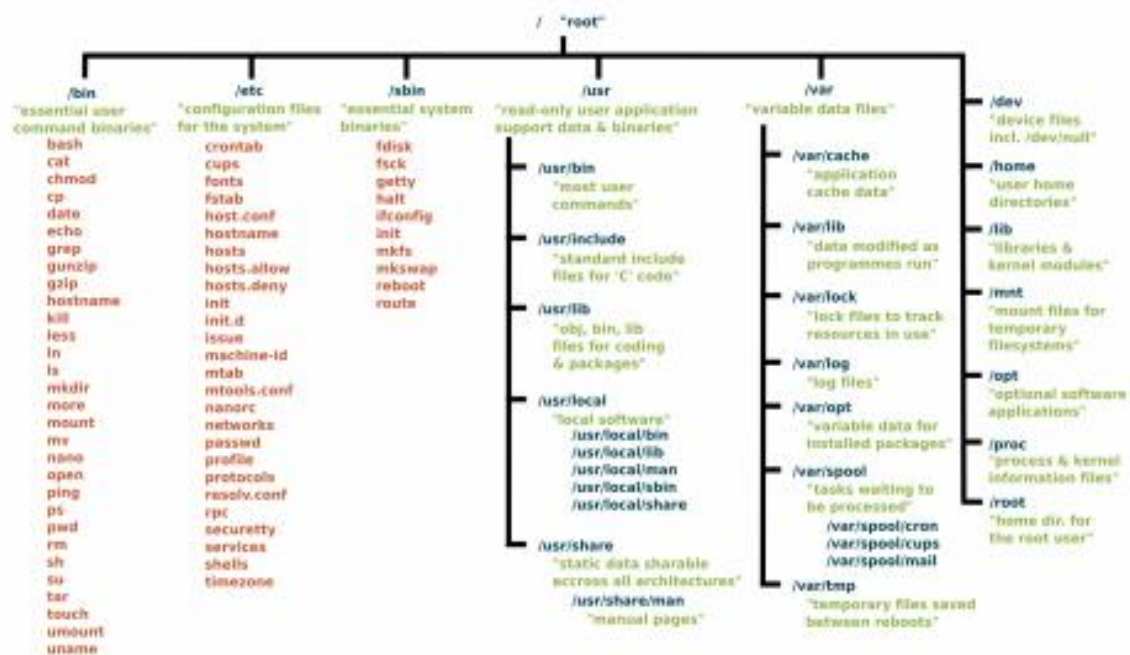 / "root"
/bin
"essential user
command binaries"
bash
cat
chmod
cp
date
echo
grep
gunzip
gzip
hostname
kill
less
ln
ls
mkdir
more
mount
mv
nano
open
ping
ps
pwd
rm
sh
su
tar
touch
umount
uname
/etc
"configuration files
for the system"
crontab
cups
fonts
fstab
host.conf
hostname
hosts
hosts.allow
hosts.deny
init
init.d
issue
machine-id
mtab
mtools.conf
nanorc
networks
passwd
profile
protocols
resolv.conf
rpc
securetty
services
shells
timezone
/sbin
"essential system
binaries"
fdisk
fsck
getty
halt
ifconfig
init
mkfs
mkswap
reboot
route
/usr
"read-only user application
support data & binaries"
/usr/bin
"most user
commands"
/usr/include
"standard include
files for 'C' code"
/usr/lib
"obj, bin, lib
files for coding
& packages"
/usr/local
"local software"
/usr/local/bin
/usr/local/lib
/usr/local/man
/usr/local/sbin
/usr/local/share
/usr/share
"static data sharable
accross all architectures"
/usr/share/man
"manual pages"
/var
"variable data files"
/var/cache
"application
cache data"
/var/lib
"data modified as
programmes run"
/var/lock
"lock files to track
resources in use"
/var/log
"log files"
/var/opt
"variable data for
installed packages"
/var/spool
"tasks waiting to
be processed"
/var/spool/cron
/var/spool/cups
/var/spool/mail
/var/tmp
"temporary files saved
between reboots"
/dev
"device files
incl. /dev/null"
/home
"user home
directories"
/lib
"libraries &
kernel modules"
/mnt
"mount files for
temporary
filesystems"
/opt
"optional software
applications"
/proc
"process & kernel
information files"
/root
"home dir. for
the root user"